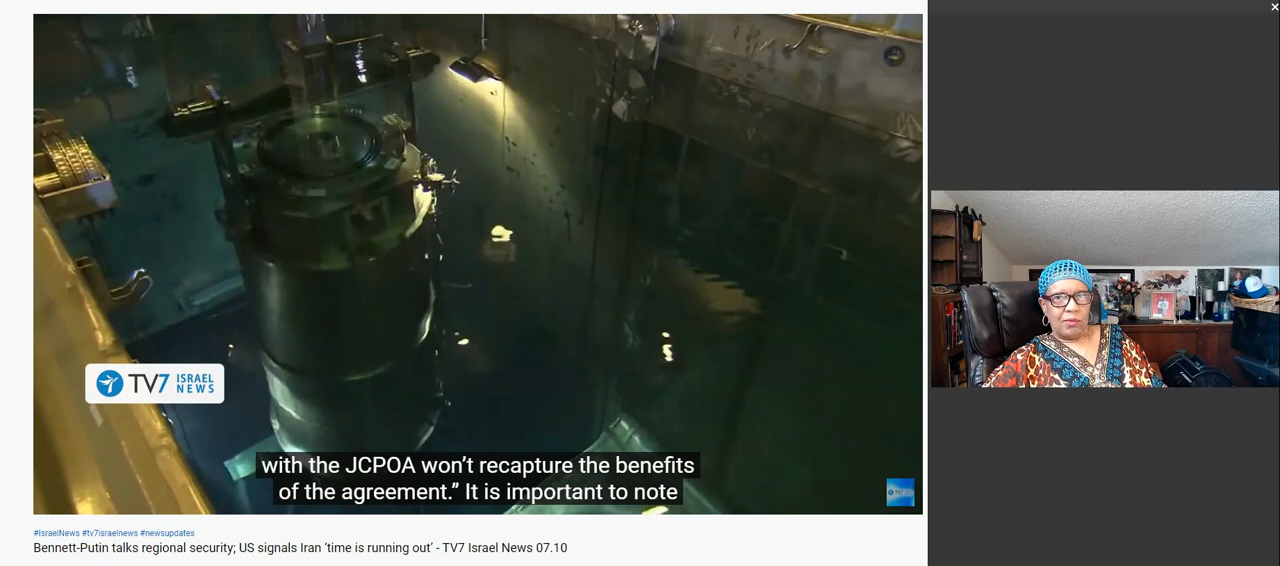 TV7 ISRAEL
NEWS
with the JCPOA won’t recapture the benefits
of the agreement.” It is important to note
TV7
#IsraelNews #tv7israelnews #newsupdates
Bennett-Putin talks regional security; US signals Iran ‘time is running out’ - TV7 Israel News 07.10